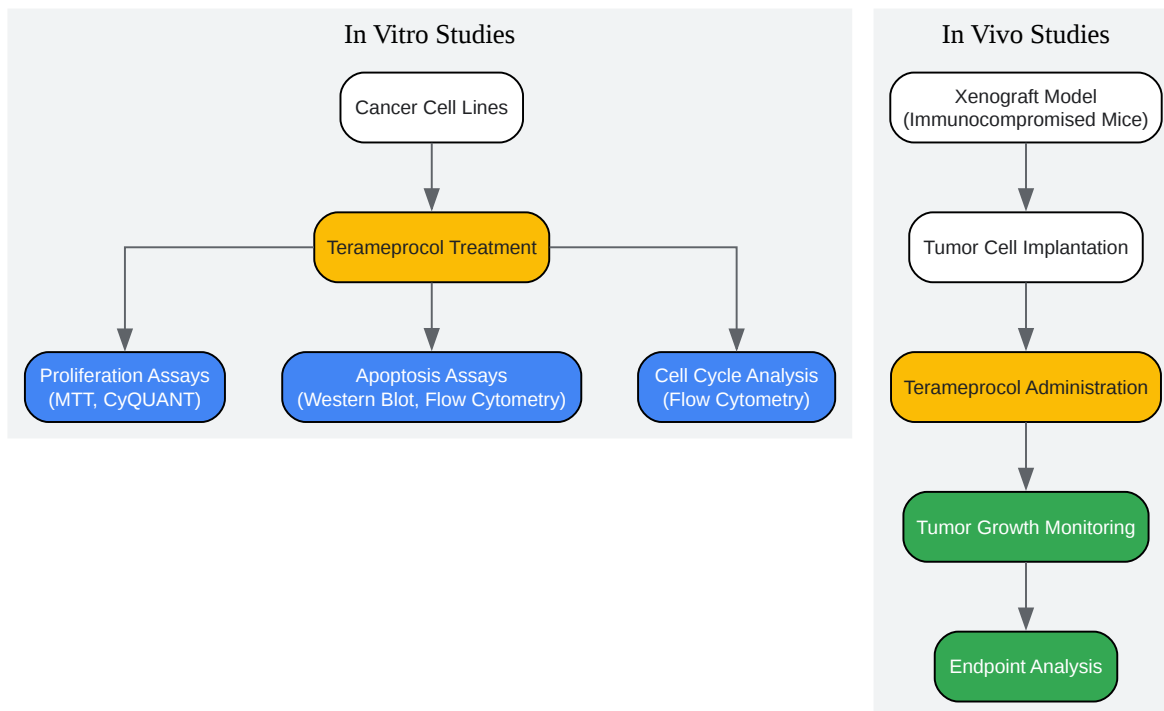 In Vitro Studies
Cancer Cell Lines
Terameprocol Treatment
Proliferation Assays
(MTT, CyQUANT)
Apoptosis Assays
(Western Blot, Flow Cytometry)
Cell Cycle Analysis
(Flow Cytometry)
In Vivo Studies
Xenograft Model
(Immunocompromised Mice)
Tumor Cell Implantation
Terameprocol Administration
Tumor Growth Monitoring
Endpoint Analysis